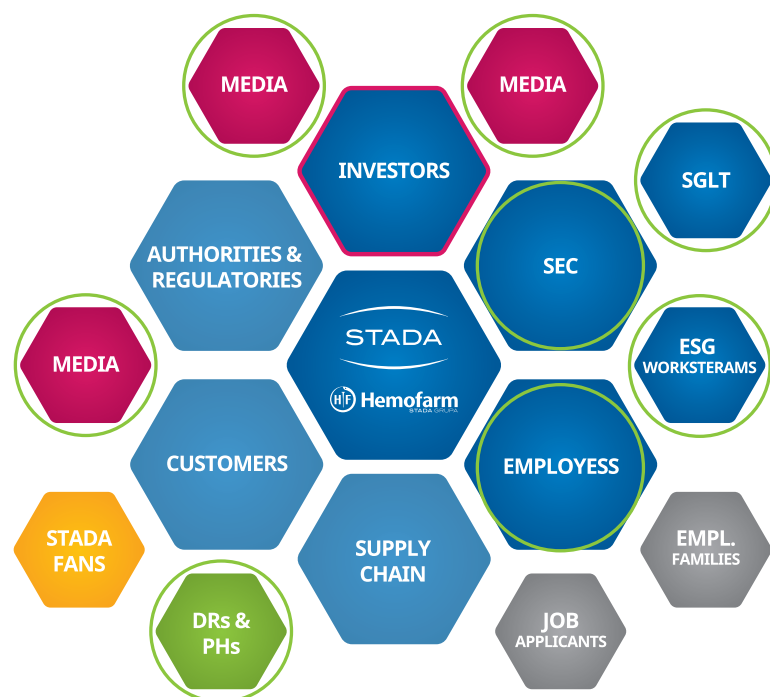 MEDIA
MEDIA
INVESTORS
SGLT
AUTHORITIES &
REGULATORIES
SEC
STADA
HF Hemofarm
STADA GRUPA
MEDIA
ESG
WORKSTERAMS
CUSTOMERS
EMPLOYESS
STADA
FANS
SUPPLY
CHAIN
EMPL.
FAMILIES
DRs &
PHs
JOB
APPLICANTS